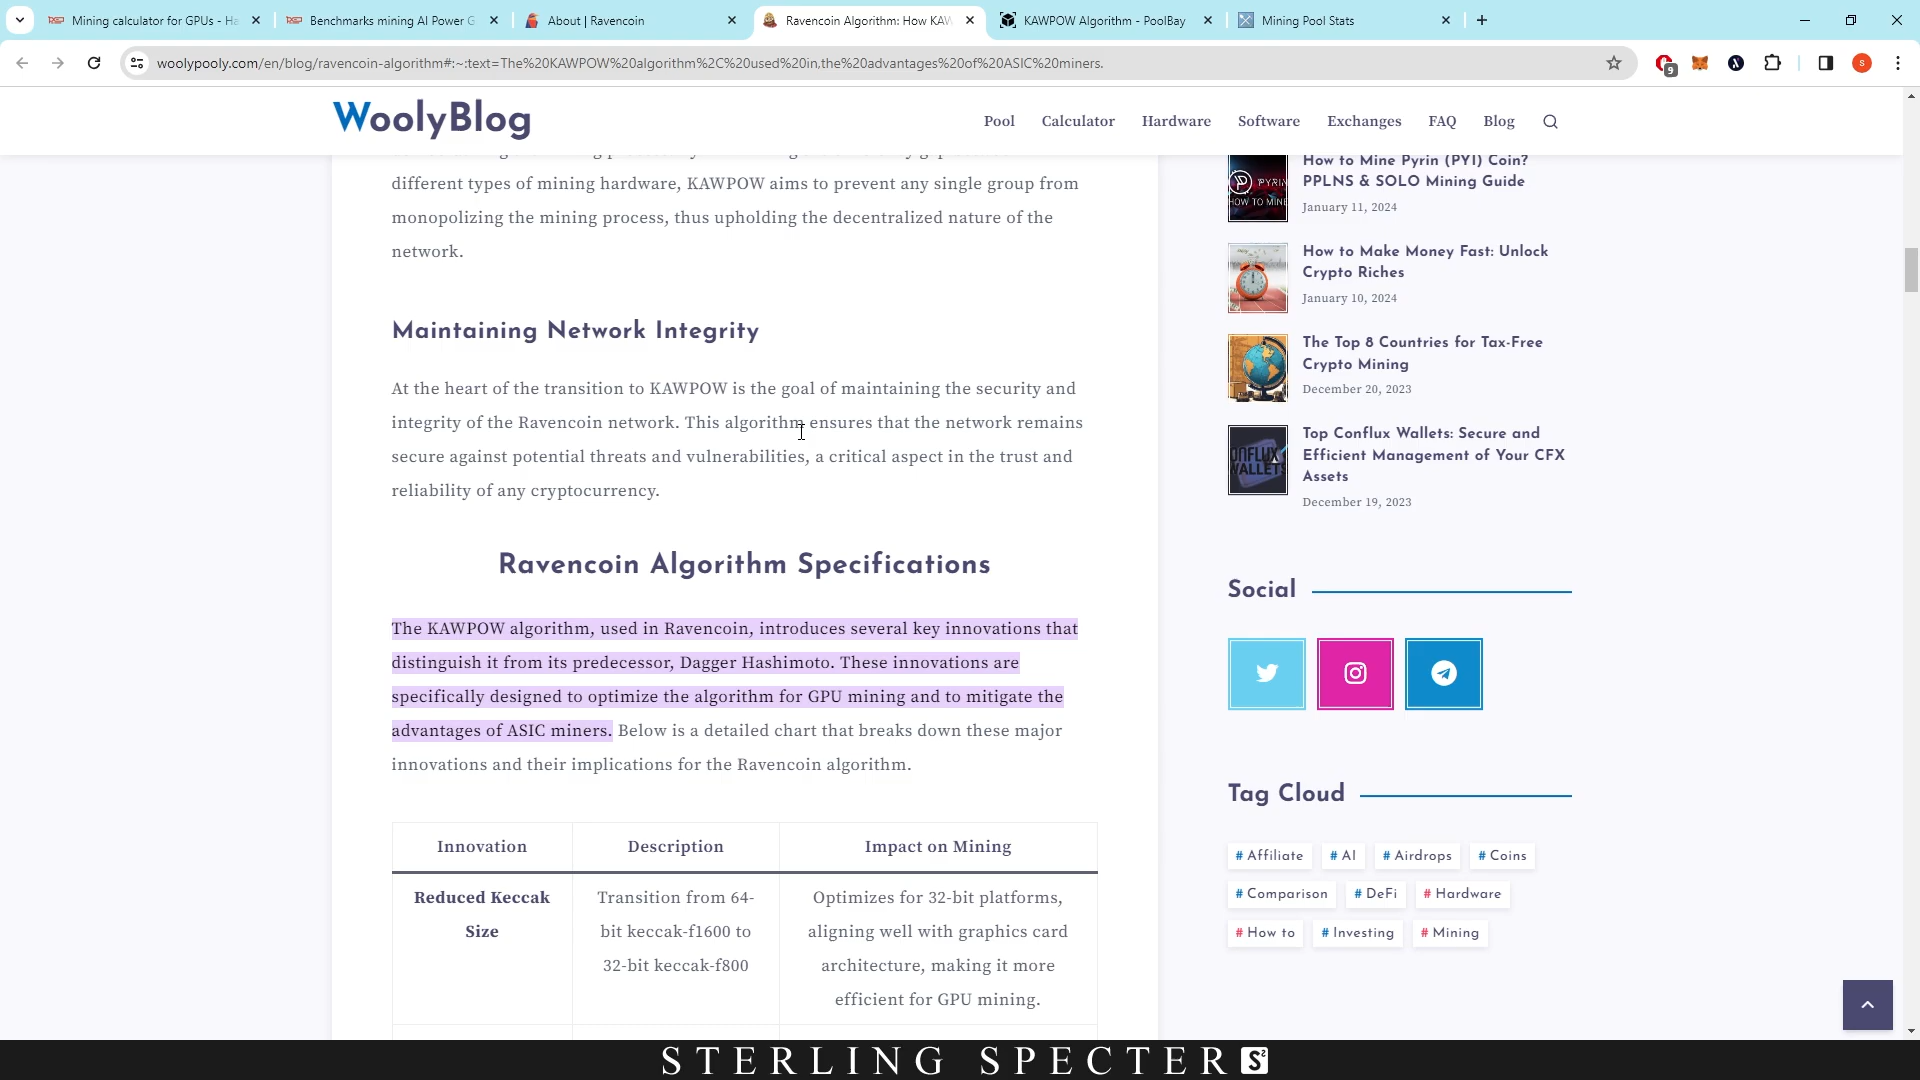 Mining calculator for GPUs - Ha
Benchmarks mining AI Power G
About | Ravencoin
Ravencoin Algorithm: How KAW
KAWPOW Algorithm - PoolBay
Mining Pool Stats
woolypooly.com/en/blog/ravencoin-algorithm#:~:text=The%20KAWPOW%20algorithm%2C%20used%20in,the%20advantages%20of%20ASIC%20miners.
9
S
WoolyBlog
Pool
Calculator
Hardware
Software
Exchanges
FAQ
Blog
different types of mining hardware, KAWPOW aims to prevent any single group from
monopolizing the mining process, thus upholding the decentralized nature of the
network.
Maintaining Network Integrity
At the heart of the transition to KAWPOW is the goal of maintaining the security and
integrity of the Ravencoin network. This algorithm ensures that the network remains
secure against potential threats and vulnerabilities, a critical aspect in the trust and
reliability of any cryptocurrency.
Ravencoin Algorithm Specifications
The KAWPOW algorithm, used in Ravencoin, introduces several key innovations that
distinguish it from its predecessor, Dagger Hashimoto. These innovations are
specifically designed to optimize the algorithm for GPU mining and to mitigate the
advantages of ASIC miners. Below is a detailed chart that breaks down these major
innovations and their implications for the Ravencoin algorithm.
Innovation
Description
Impact on Mining
Reduced Keccak
Size
Transition from 64-
bit keccak-f1600 to
32-bit keccak-f800
Optimizes for 32-bit platforms,
aligning well with graphics card
architecture, making it more
efficient for GPU mining.
PYRIN
HOW TO MINE
How to Mine Pyrin (PYI) Coin?
PPLNS & SOLO Mining Guide
January 11, 2024
How to Make Money Fast: Unlock
Crypto Riches
January 10, 2024
The Top 8 Countries for Tax-Free
Crypto Mining
December 20, 2023
ONFLUX
WALLETS
Top Conflux Wallets: Secure and
Efficient Management of Your CFX
Assets
December 19, 2023
Social
Tag Cloud
# Affiliate
# AI
# Airdrops
# Coins
# Comparison
# DeFi
# Hardware
# How to
# Investing
# Mining
STERLING SPECTER